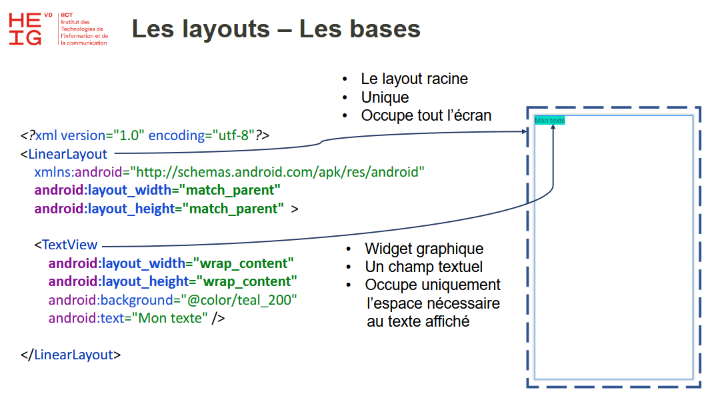 HE VD IICT
IG Institut des
Technologies de
l'Information et de
la communication
Les layouts – Les bases
• Le layout racine
• Unique
• Occupe tout l'écran
<?xml version="1.0" encoding="utf-8"?>
<LinearLayout
xmlns:android="http://schemas.android.com/apk/res/android"
android:layout_width="match_parent"
android:layout_height="match_parent" >
<TextView
android:layout_width="wrap_content"
android:layout_height="wrap_content"
android:background="@color/teal_200"
android:text="Mon texte" />
</LinearLayout>
• Widget graphique
• Un champ textuel
• Occupe uniquement
l'espace nécessaire
au texte affiché
Mon texte